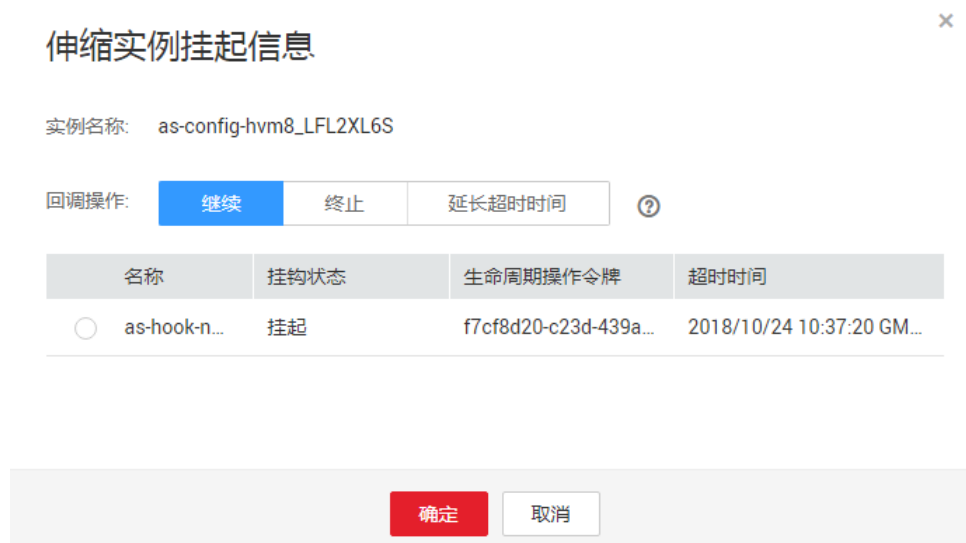 ×
伸缩实例挂起信息
实例名称: as-config-hvm8_LFL2XL6S
回调操作: 继续 终止 延长超时时间 ?
名称 挂钩状态 生命周期操作令牌 超时时间
as-hook-n... 挂起 f7cf8d20-c23d-439a... 2018/10/24 10:37:20 GM...
确定 取消